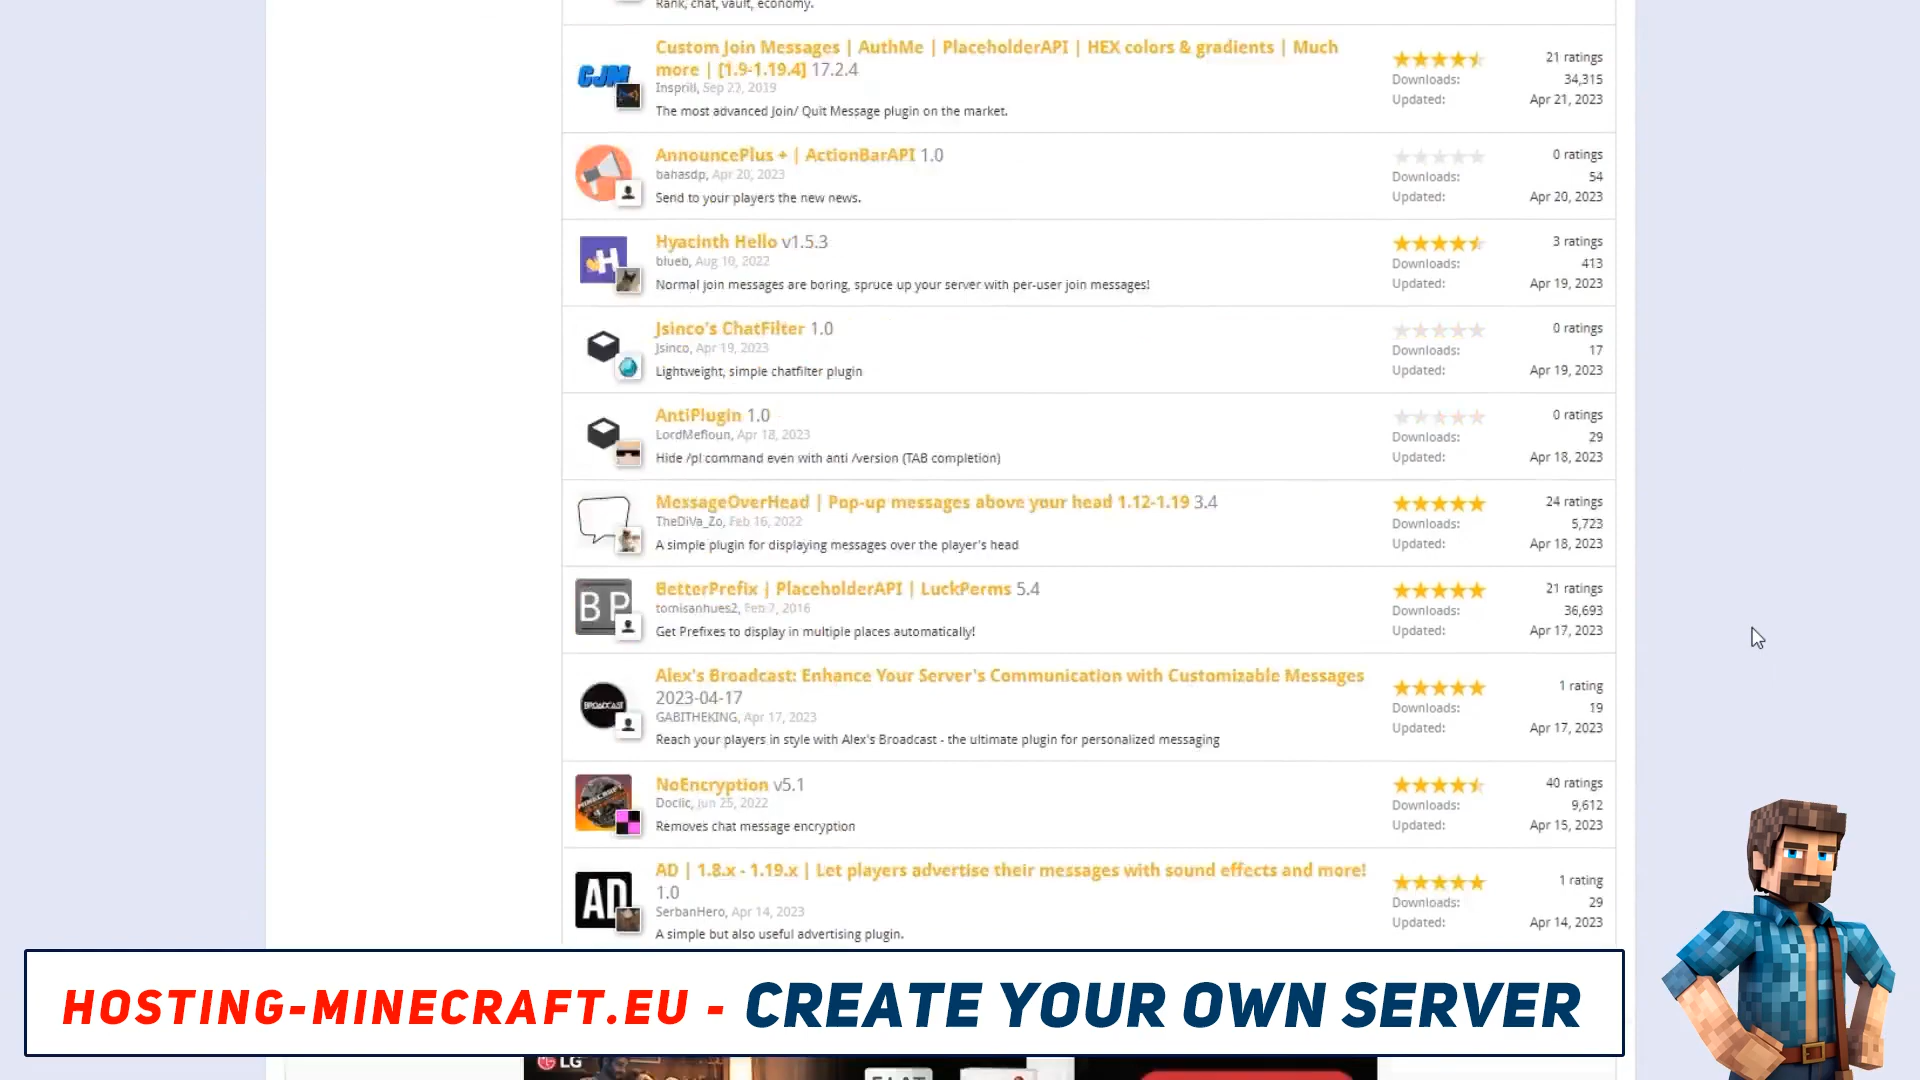 Rank, chat, vault, economy.
Custom Join Messages | AuthMe | PlaceholderAPI | HEX colors & gradients | Much
more | [1.9-1.19.4] 17.2.4
Insprill, Sep 27, 2019
The most advanced Join/ Quit Message plugin on the market.
21 ratings
Downloads: 34,315
Updated: Apr 21, 2023
CJM
AnnouncePlus + | ActionBarAPI 1.0
bahasdp, Apr 20, 2023
Send to your players the new news.
0 ratings
Downloads: 54
Updated: Apr 20, 2023
Hyacinth Hello v1.5.3
blueb, Aug 10, 2022
Normal join messages are boring, spruce up your server with per-user join messages!
3 ratings
Downloads: 413
Updated: Apr 19, 2023
H
Jsinco's ChatFilter 1.0
Jsinco, Apr 19, 2023
Lightweight, simple chatfilter plugin
0 ratings
Downloads: 17
Updated: Apr 19, 2023
AntiPlugin 1.0
LordMefloun, Apr 18, 2023
Hide /pl command even with anti /version (TAB completion)
0 ratings
Downloads: 29
Updated: Apr 18, 2023
MessageOverHead | Pop-up messages above your head 1.12-1.19 3.4
TheDiVa_Zo, Feb 16, 2022
A simple plugin for displaying messages over the player's head
24 ratings
Downloads: 5,723
Updated: Apr 18, 2023
BetterPrefix | PlaceholderAPI | LuckPerms 5.4
tomisanhues2, Feb 7, 2016
Get Prefixes to display in multiple places automatically!
21 ratings
Downloads: 36,693
Updated: Apr 17, 2023
BP
Alex's Broadcast: Enhance Your Server's Communication with Customizable Messages
2023-04-17
GABITHEKING, Apr 17, 2023
Reach your players in style with Alex's Broadcast - the ultimate plugin for personalized messaging
1 rating
Downloads: 19
Updated: Apr 17, 2023
BROADCAST
NoEncryption v5.1
Doclic, Jun 25, 2022
Removes chat message encryption
40 ratings
Downloads: 9,612
Updated: Apr 15, 2023
MINECRAFT
AD | 1.8.x - 1.19.x | Let players advertise their messages with sound effects and more!
1.0
SerbanHero, Apr 14, 2023
A simple but also useful advertising plugin.
1 rating
Downloads: 29
Updated: Apr 14, 2023
AD
HOSTING-MINECRAFT.EU - CREATE YOUR OWN SERVER
LG